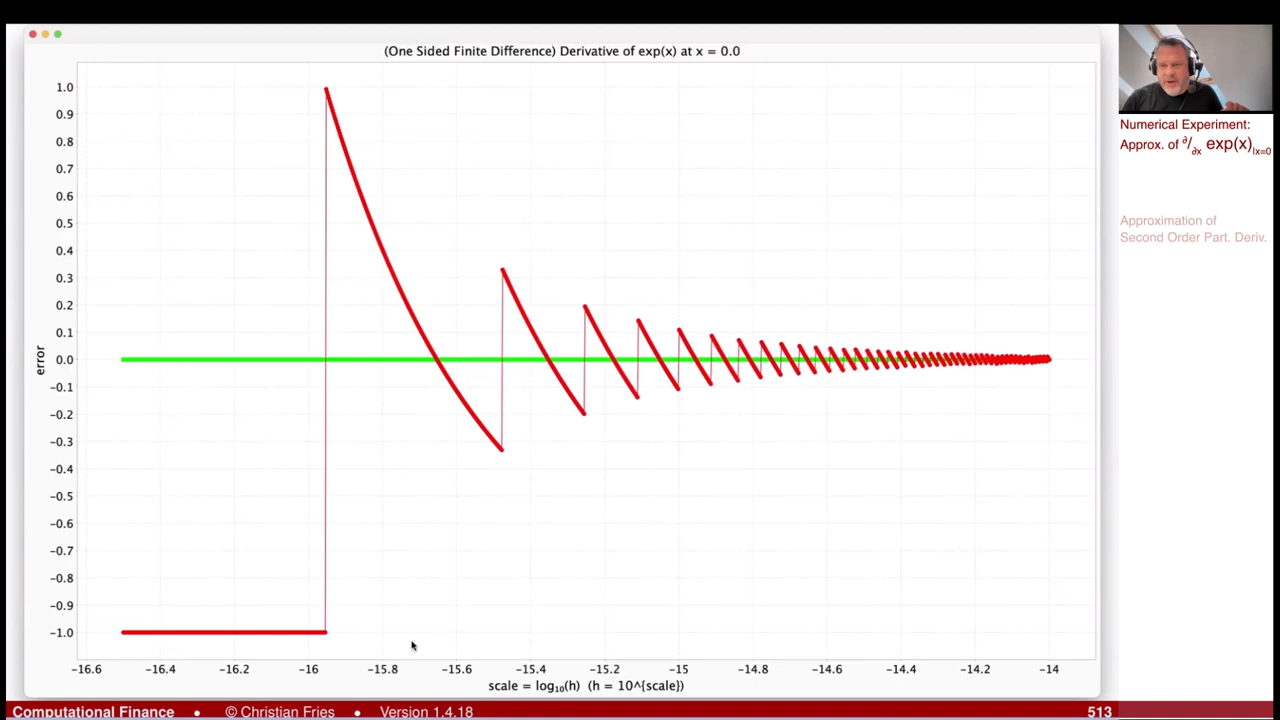 (One Sided Finite Difference) Derivative of exp(x) at x = 0.0
1.0
0.9
0.8
0.7
0.6
0.5
0.4
0.3
0.2
0.1
0.0
-0.1
-0.2
-0.3
-0.4
-0.5
-0.6
-0.7
-0.8
-0.9
-1.0
error
-16.6 -16.4 -16.2 -16 -15.8 -15.6 -15.4 -15.2 -15 -14.8 -14.6 -14.4 -14.2 -14
scale = log₁₀(h) (h = 10^{scale})
Numerical Experiment:
Approx. of ∂/∂x exp(x)|x=0
Approximation of
Second Order Part. Deriv.
Computational Finance • © Christian Fries • Version 1.4.18 513